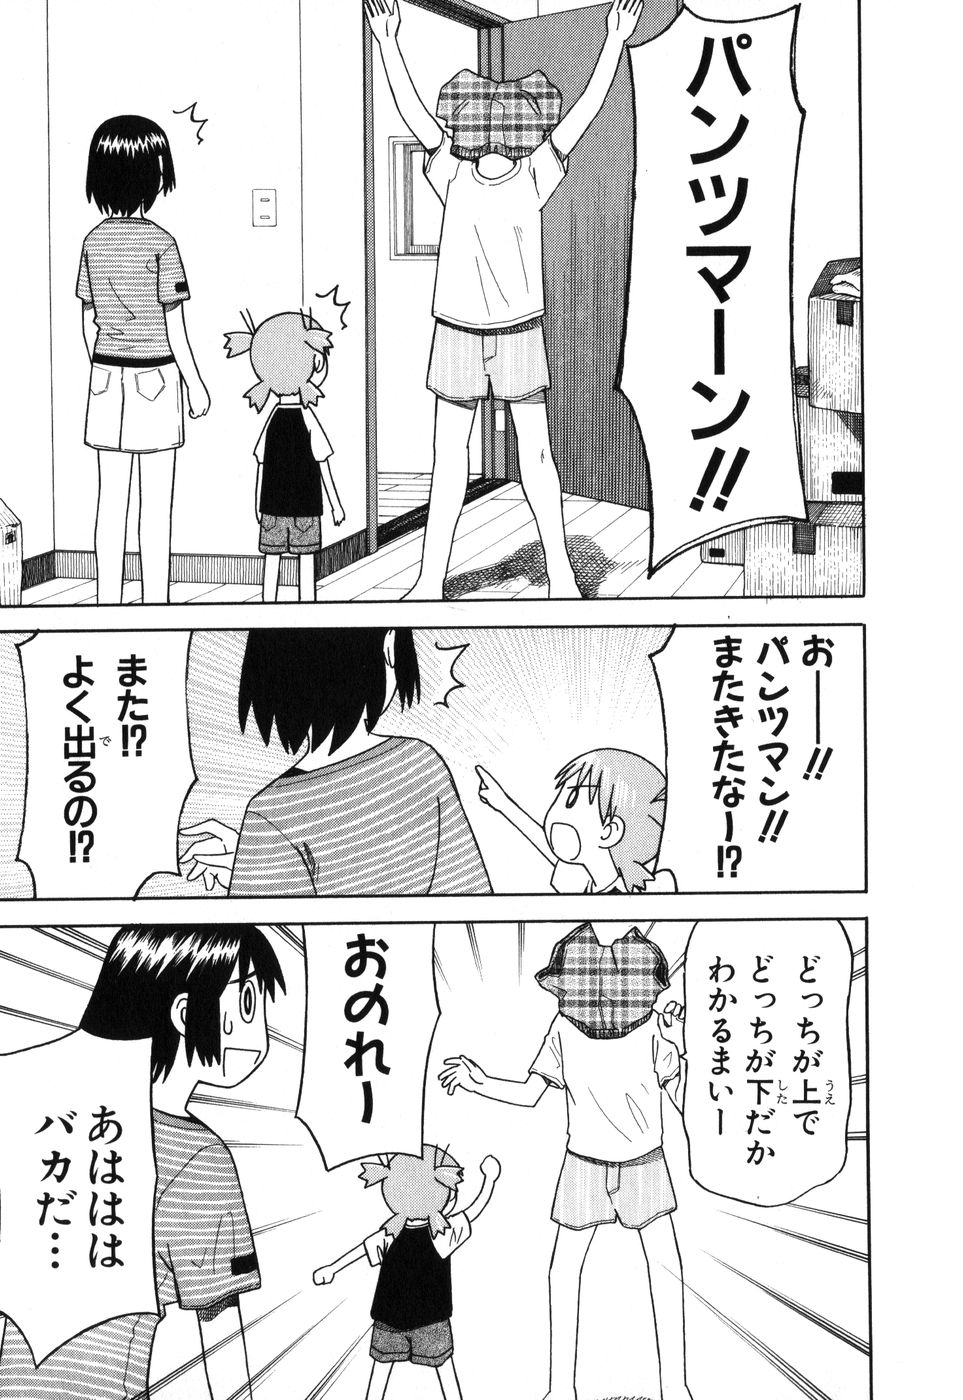 パンツマーン!!
おーー!!
パンツマン!!
またきたなー!?
また!?
よく出るの!?
どっちが上で
どっちが下だか
わかるまいー
おのれー
あははは
バカだ…